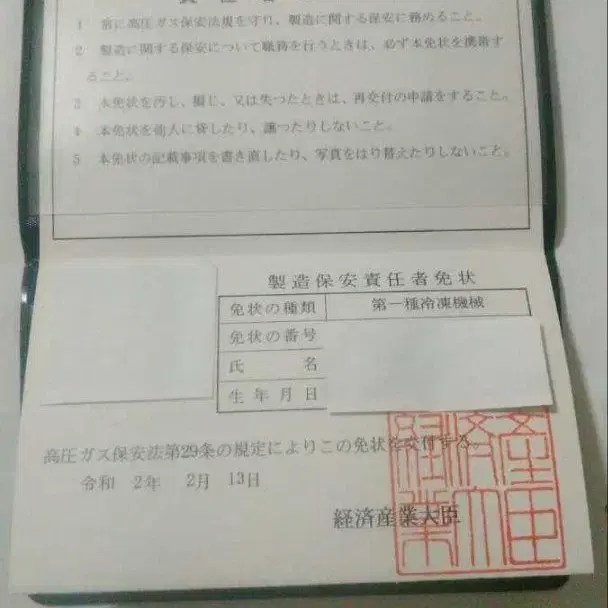 1 常に高圧ガス保安法規を守り、製造に関する保安に務めること。
2 製造に関する保安について職務を行うときは、必ず本免状を携帯す
ること。
3 本免状を汚し、損じ、又は失つたときは、再交付の申請をすること。
4 本免状を他人に貸したり、譲つたりしないこと。
5 本免状の記載事項を書き直したり、写真をはり替えたりしないこと。
製造保安責任者免状
免状の種類 第一種冷凍機械
免状の番号
氏名
生年月日
高圧ガス保安法第29条の規定によりこの免状を交付する。
令和 2年 2月 13日
経済産業大臣